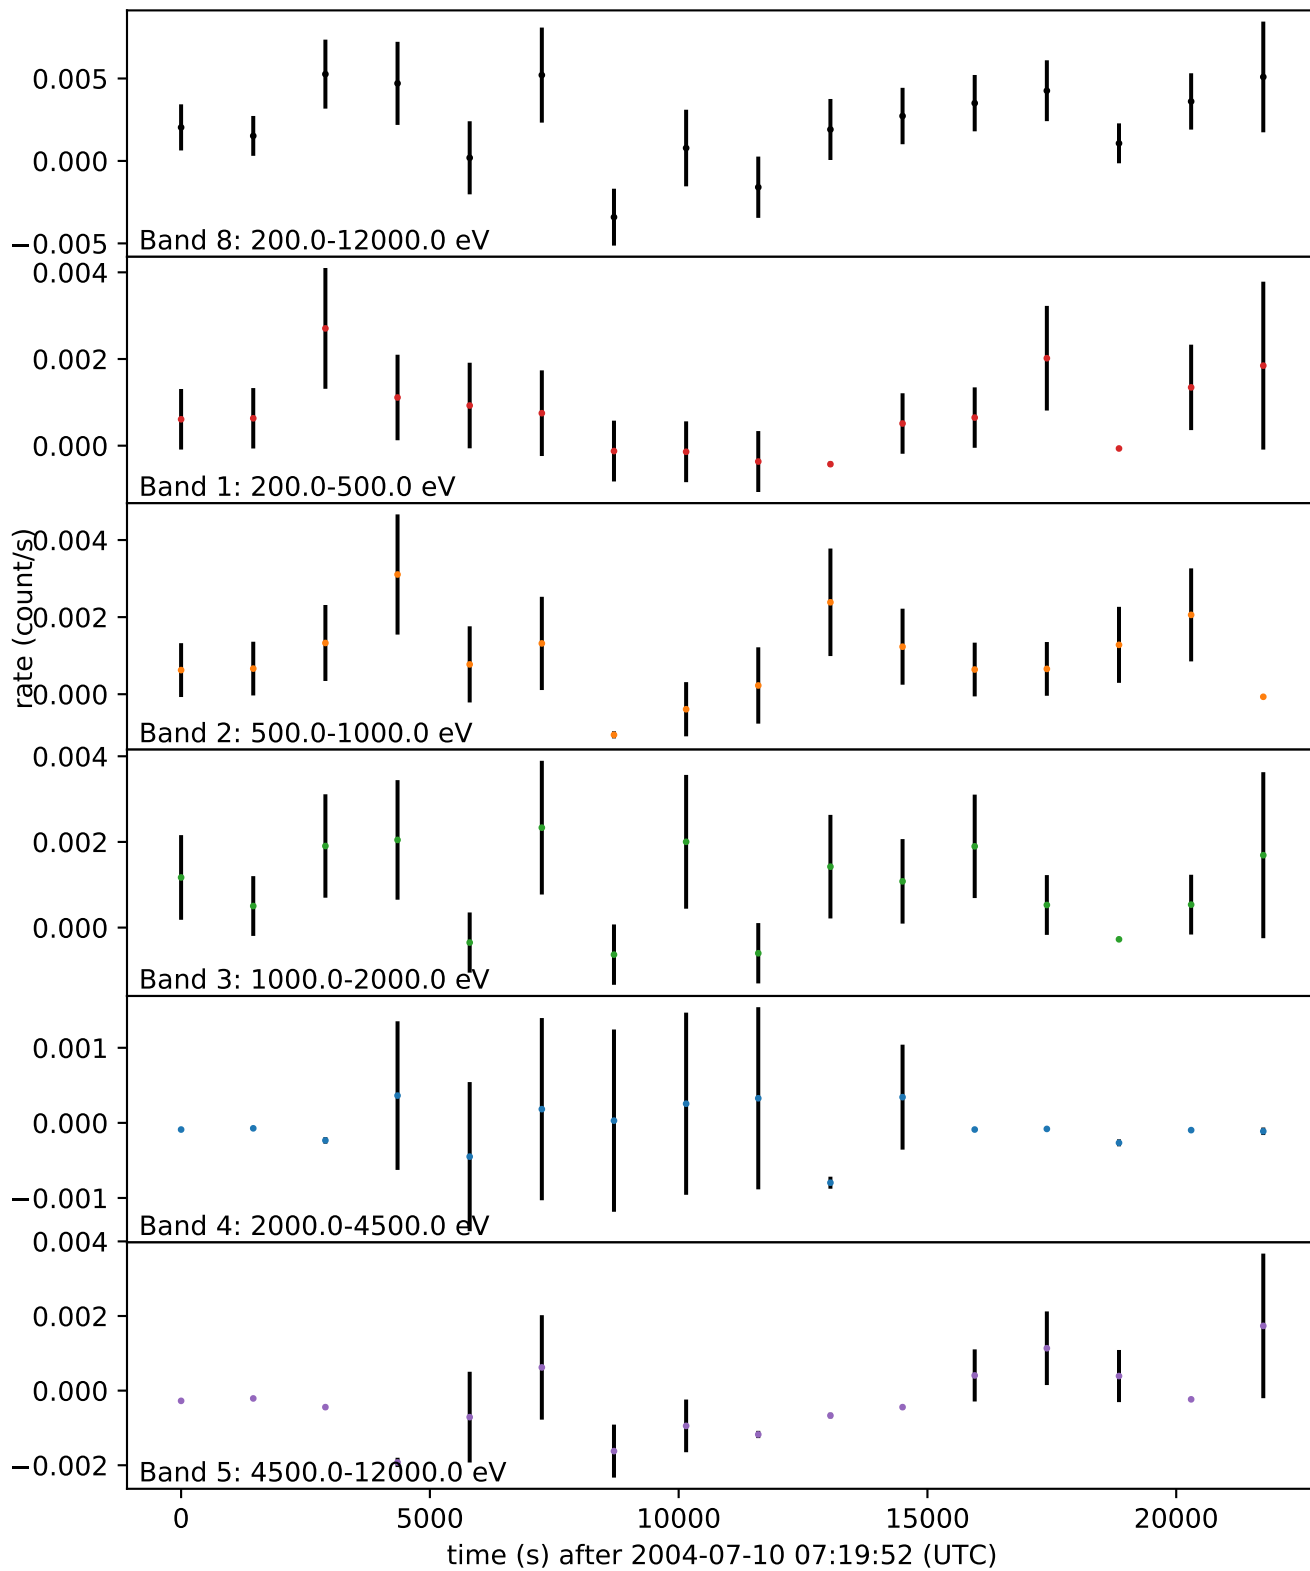 0.005
0.000
−0.005
Band 8: 200.0-12000.0 eV
0.004
0.002
0.000
Band 1: 200.0-500.0 eV
rate (count/s)
0.004
0.002
0.000
Band 2: 500.0-1000.0 eV
0.004
0.002
0.000
Band 3: 1000.0-2000.0 eV
0.001
0.000
−0.001
Band 4: 2000.0-4500.0 eV
0.004
0.002
0.000
−0.002
Band 5: 4500.0-12000.0 eV
0 5000 10000 15000 20000
time (s) after 2004-07-10 07:19:52 (UTC)